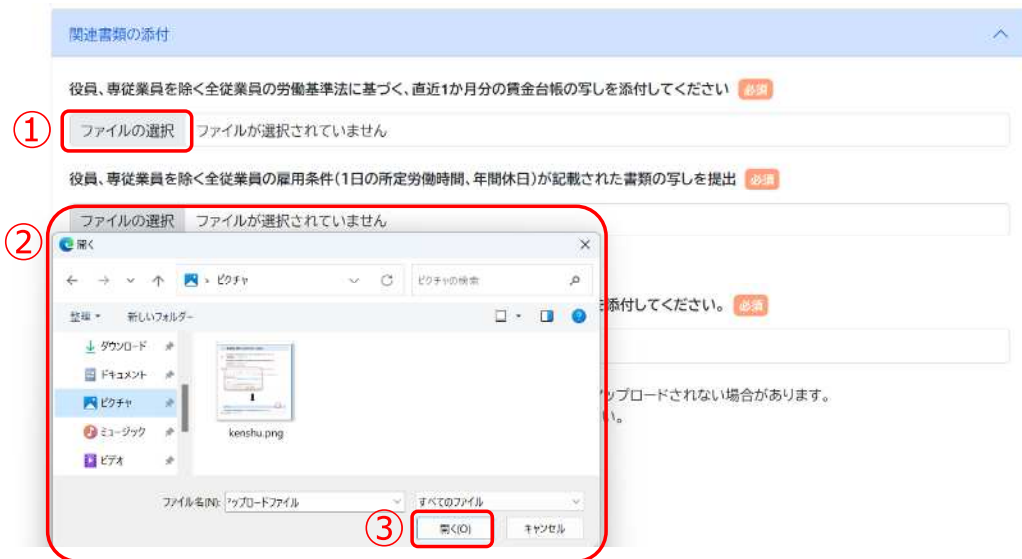 関連書類の添付
役員、専従業員を除く全従業員の労働基準法に基づく、直近1か月分の賃金台帳の写しを添付してください 必須
① ファイルの選択 ファイルが選択されていません
役員、専従業員を除く全従業員の雇用条件(1日の所定労働時間、年間休日)が記載された書類の写しを提出 必須
ファイルの選択 ファイルが選択されていません
②
開く
ピクチャ ピクチャの検索
添付してください。 必須
整理 新しいフォルダー
ダウンロード
ドキュメント
ピクチャ
ップロードされない場合があります。
い。
ミュージック
kenshu.png
ビデオ
ファイル名(N): アップロードファイル すべてのファイル
③ 開く(O) キャンセル